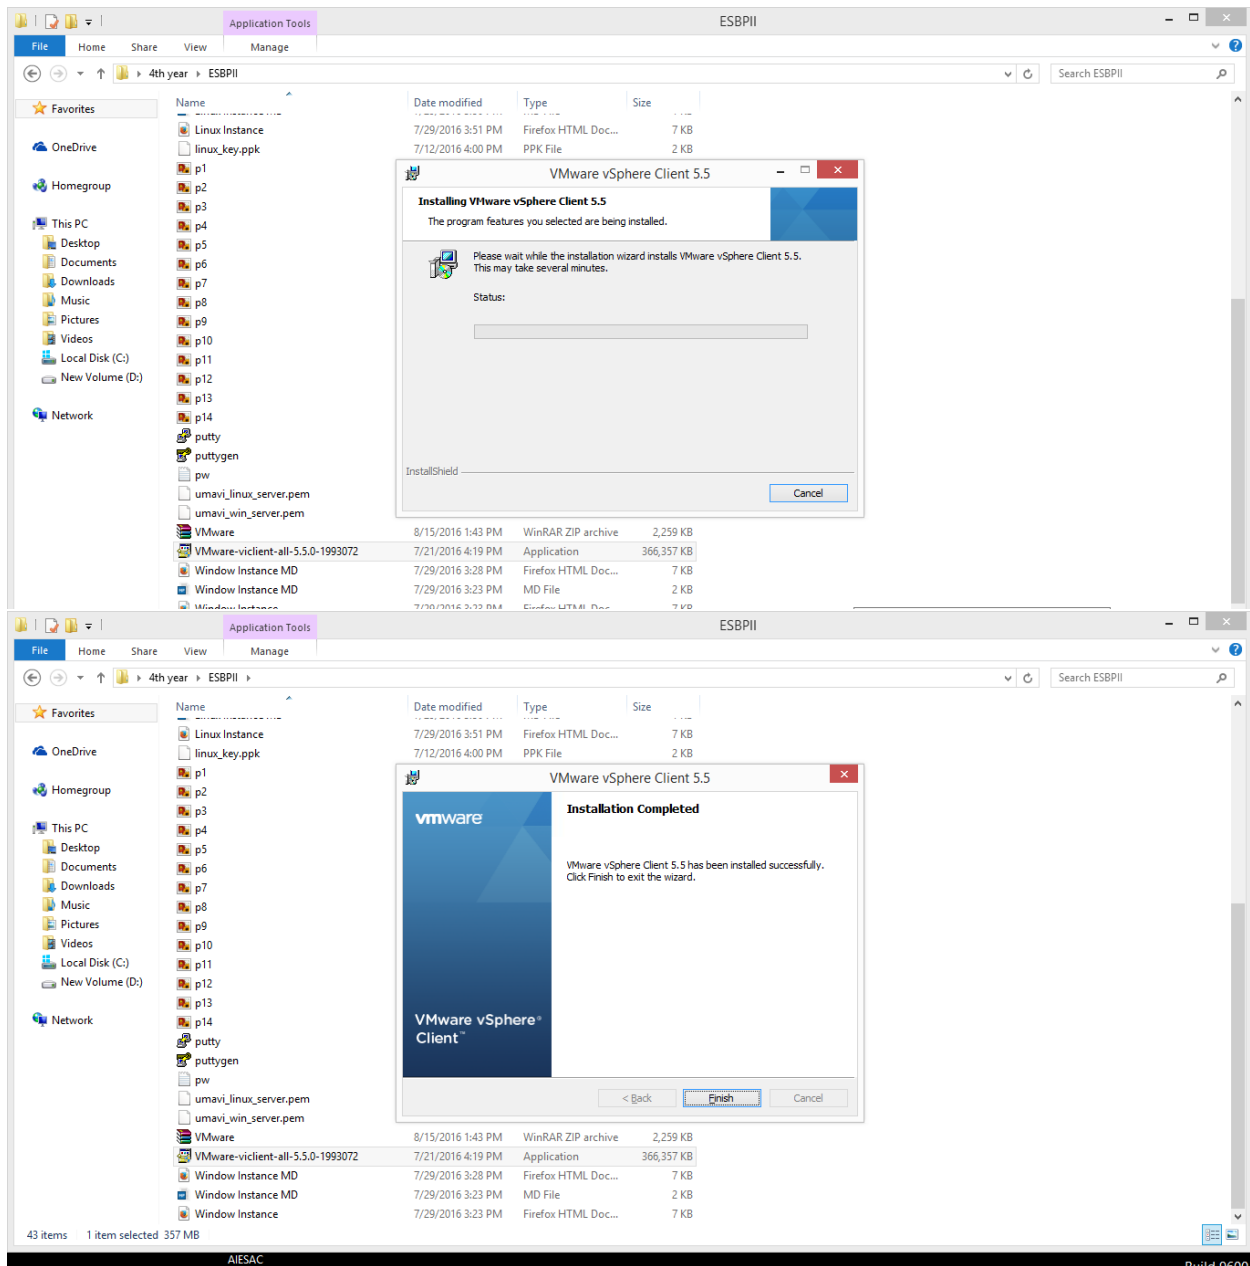 Application Tools
ESBPII
File Home Share View Manage
4th year ESBPII
Search ESBPII
Name Date modified Type Size
Favorites
OneDrive
Homegroup
This PC
Desktop
Documents
Downloads
Music
Pictures
Videos
Local Disk (C:)
New Volume (D:)
Network
Linux Instance 7/29/2016 3:51 PM Firefox HTML Doc... 7 KB
linux_key.ppk 7/12/2016 4:00 PM PPK File 2 KB
p1
p2
p3
p4
p5
p6
p7
p8
p9
p10
p11
p12
p13
p14
putty
puttygen
pw
umavi_linux_server.pem
umavi_win_server.pem
VMware 8/15/2016 1:43 PM WinRAR ZIP archive 2,259 KB
VMware-viclient-all-5.5.0-1993072 7/21/2016 4:19 PM Application 366,357 KB
Window Instance MD 7/29/2016 3:28 PM Firefox HTML Doc... 7 KB
Window Instance MD 7/29/2016 3:23 PM MD File 2 KB
Window Instance 7/29/2016 3:23 PM Firefox HTML Doc... 7 KB
VMware vSphere Client 5.5
Installing VMware vSphere Client 5.5
The program features you selected are being installed.
Please wait while the installation wizard installs VMware vSphere Client 5.5.
This may take several minutes.
Status:
InstallShield
Cancel
Application Tools
ESBPII
File Home Share View Manage
4th year ESBPII
Search ESBPII
Name Date modified Type Size
Favorites
OneDrive
Homegroup
This PC
Desktop
Documents
Downloads
Music
Pictures
Videos
Local Disk (C:)
New Volume (D:)
Network
Linux Instance 7/29/2016 3:51 PM Firefox HTML Doc... 7 KB
linux_key.ppk 7/12/2016 4:00 PM PPK File 2 KB
p1
p2
p3
p4
p5
p6
p7
p8
p9
p10
p11
p12
p13
p14
putty
puttygen
pw
umavi_linux_server.pem
umavi_win_server.pem
VMware 8/15/2016 1:43 PM WinRAR ZIP archive 2,259 KB
VMware-viclient-all-5.5.0-1993072 7/21/2016 4:19 PM Application 366,357 KB
Window Instance MD 7/29/2016 3:28 PM Firefox HTML Doc... 7 KB
Window Instance MD 7/29/2016 3:23 PM MD File 2 KB
Window Instance 7/29/2016 3:23 PM Firefox HTML Doc... 7 KB
VMware vSphere Client 5.5
vmware
Installation Completed
VMware vSphere Client 5.5 has been installed successfully.
Click Finish to exit the wizard.
VMware vSphere®
Client™
< Back Finish Cancel
43 items 1 item selected 357 MB
AIESAC
Build 9600